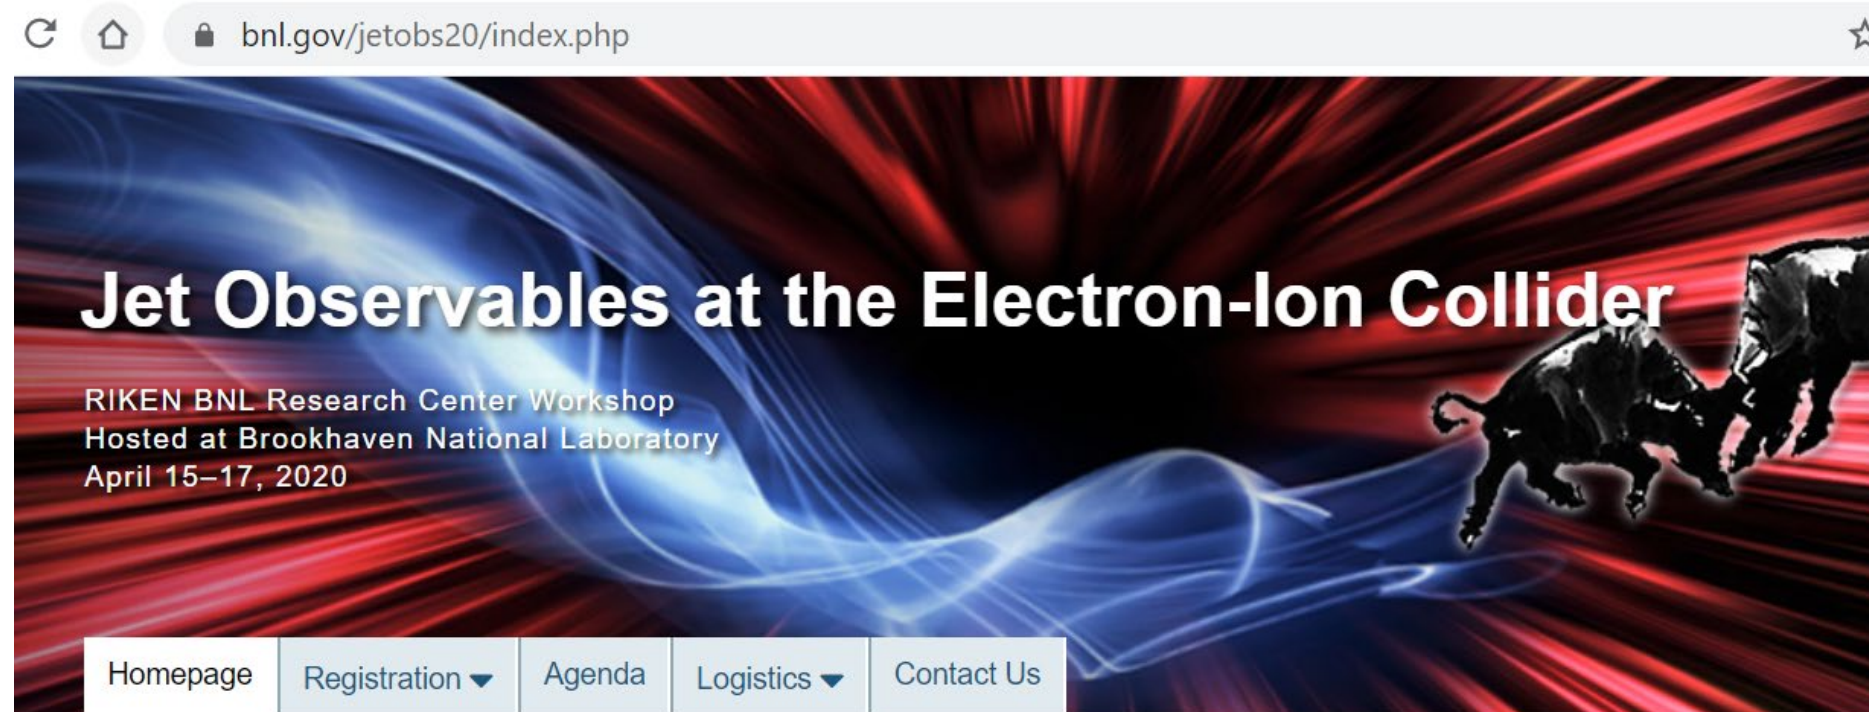 bnl.gov/jetobs20/index.php
Jet Observables at the Electron-Ion Collider
RIKEN BNL Research Center Workshop
Hosted at Brookhaven National Laboratory
April 15–17, 2020
Homepage Registration Agenda Logistics Contact Us